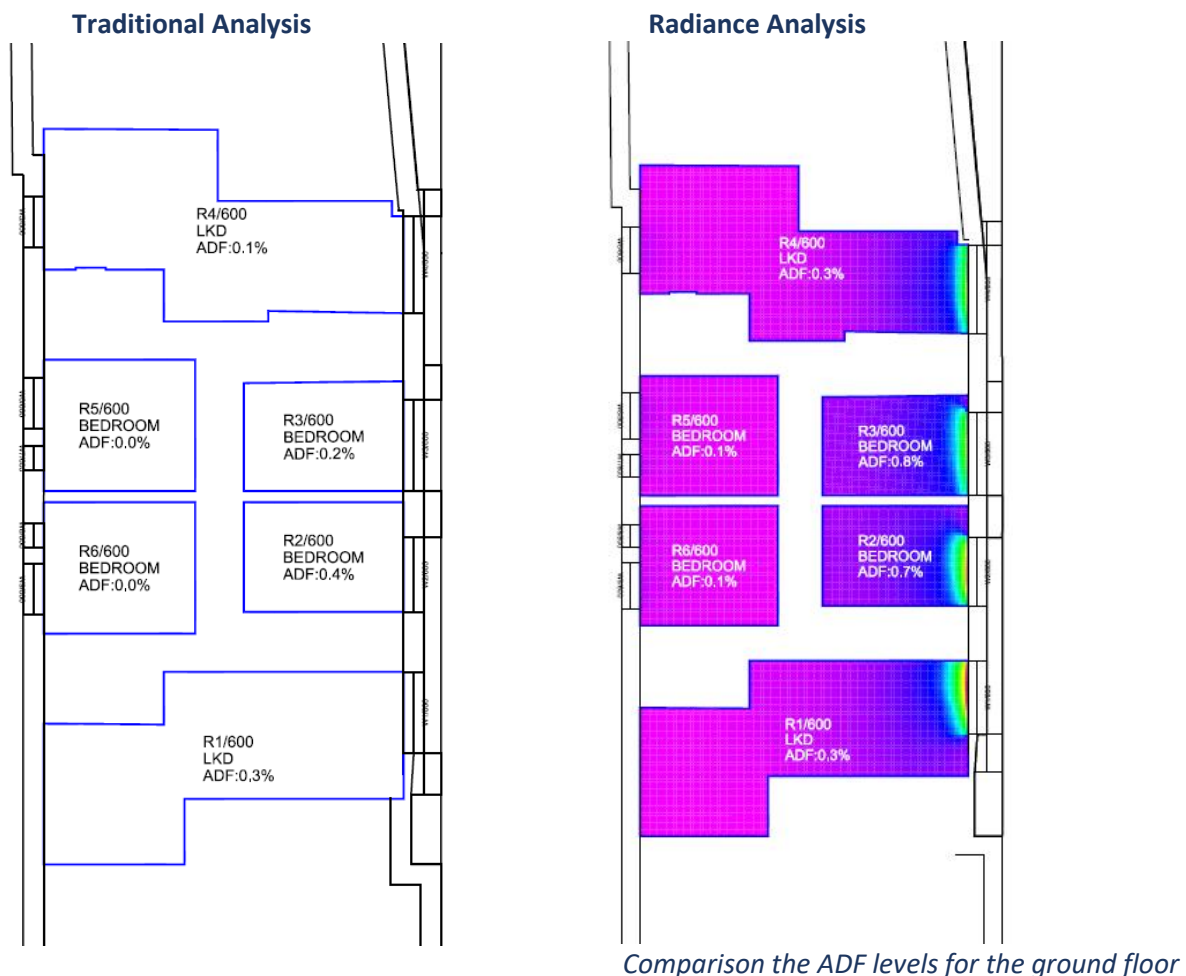 Traditional Analysis
Radiance Analysis
R4/600
LKD
ADF:0.1%
R5/600
BEDROOM
ADF:0.0%
R3/600
BEDROOM
ADF:0.2%
R6/600
BEDROOM
ADF:0,0%
R2/600
BEDROOM
ADF:0.4%
R1/600
LKD
ADF:0,3%
R4/600
LKD
ADF:0.3%
R5/600
BEDROOM
ADF:0.1%
R3/600
BEDROOM
ADF:0.8%
R6/600
BEDROOM
ADF:0.1%
R2/600
BEDROOM
ADF:0.7%
R1/600
LKD
ADF:0,3%
Comparison the ADF levels for the ground floor